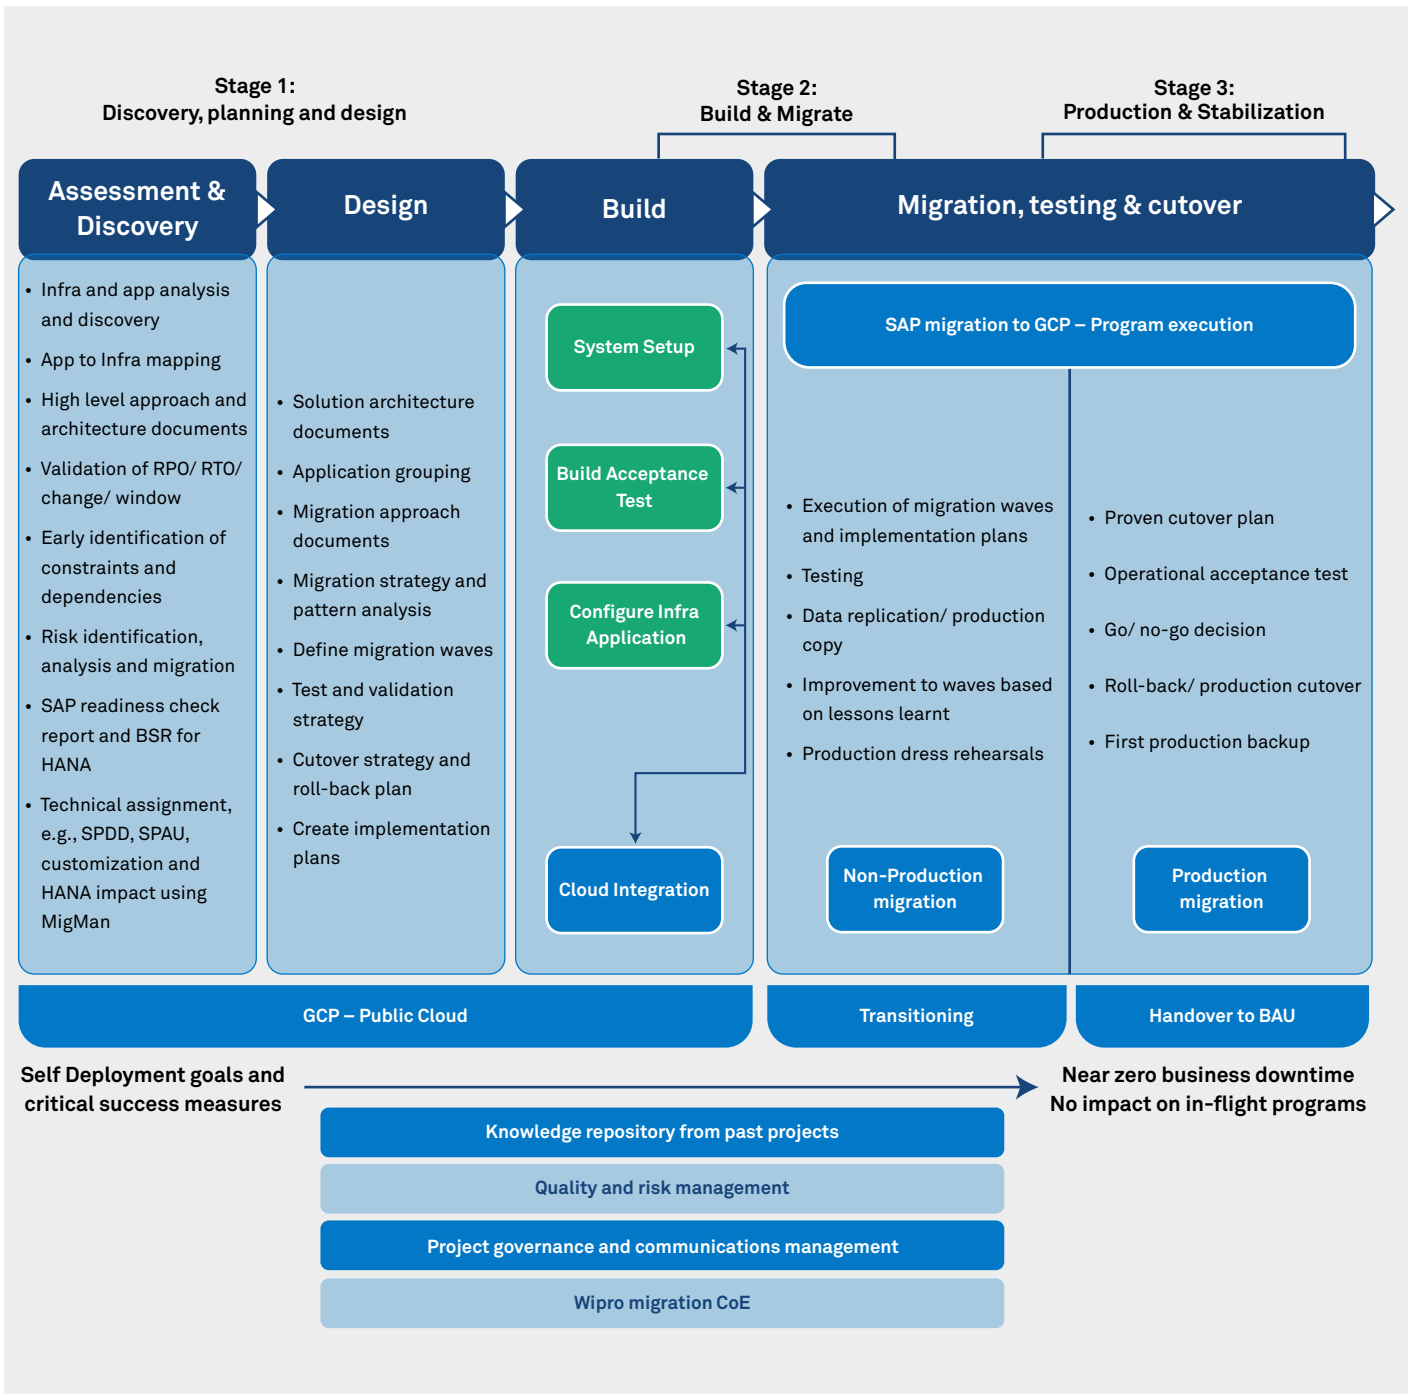 Stage 1:
Discovery, planning and design
Stage 2:
Build & Migrate
Stage 3:
Production & Stabilization
Assessment &
Discovery
Design
Build
Migration, testing & cutover
• Infra and app analysis
and discovery
• App to Infra mapping
• High level approach and
architecture documents
• Validation of RPO/ RTO/
change/ window
• Early identification of
constraints and
dependencies
• Risk identification,
analysis and migration
• SAP readiness check
report and BSR for
HANA
• Technical assignment,
e.g., SPDD, SPAU,
customization and
HANA impact using
MigMan
• Solution architecture
documents
• Application grouping
• Migration approach
documents
• Migration strategy and
pattern analysis
• Define migration waves
• Test and validation
strategy
• Cutover strategy and
roll-back plan
• Create implementation
plans
System Setup
Build Acceptance
Test
Configure Infra
Application
Cloud Integration
SAP migration to GCP – Program execution
• Execution of migration waves
and implementation plans
• Testing
• Data replication/ production
copy
• Improvement to waves based
on lessons learnt
• Production dress rehearsals
Non-Production
migration
• Proven cutover plan
• Operational acceptance test
• Go/ no-go decision
• Roll-back/ production cutover
• First production backup
Production
migration
GCP – Public Cloud
Transitioning
Handover to BAU
Self Deployment goals and
critical success measures
Near zero business downtime
No impact on in-flight programs
Knowledge repository from past projects
Quality and risk management
Project governance and communications management
Wipro migration CoE